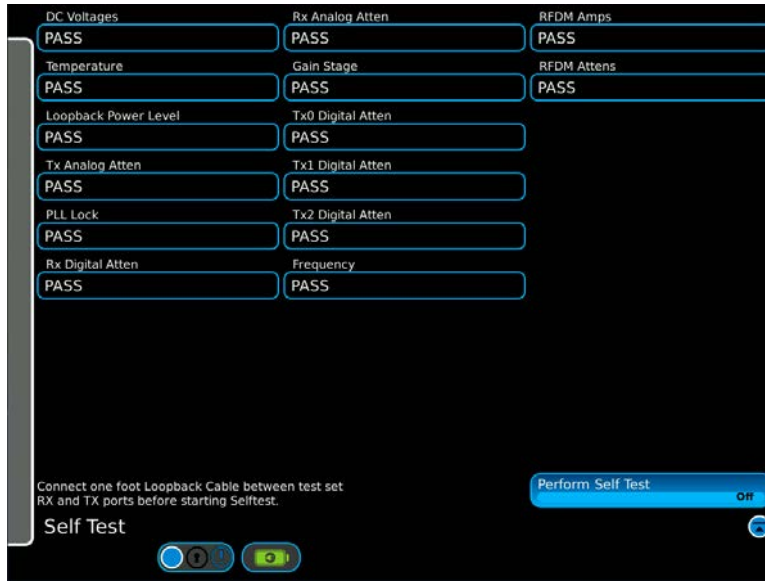 DC Voltages
PASS
Temperature
PASS
Loopback Power Level
PASS
Tx Analog Atten
PASS
PLL Lock
PASS
Rx Digital Atten
PASS
Rx Analog Atten
PASS
Gain Stage
PASS
Tx0 Digital Atten
PASS
Tx1 Digital Atten
PASS
Tx2 Digital Atten
PASS
Frequency
PASS
RFDM Amps
PASS
RFDM Attens
PASS
Connect one foot Loopback Cable between test set
RX and TX ports before starting Selftest.
Perform Self Test
Off
Self Test